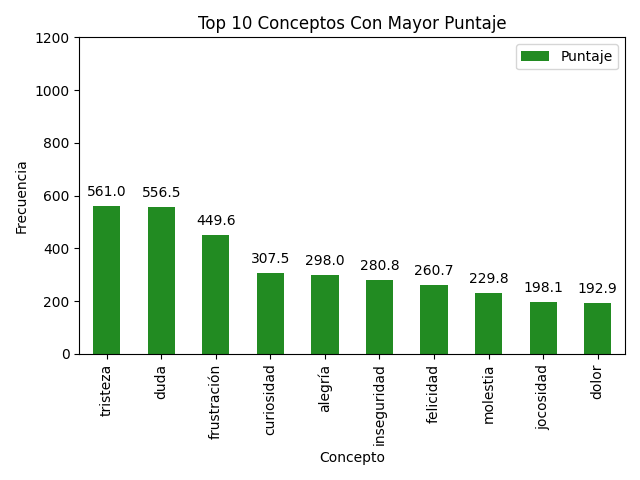 Top 10 Conceptos Con Mayor Puntaje
Puntaje
Frecuencia
1200
1000
800
600
400
200
0
561.0
556.5
449.6
307.5
298.0
280.8
260.7
229.8
198.1
192.9
tristeza
duda
frustración
curiosidad
alegría
inseguridad
felicidad
molestia
jocosidad
dolor
Concepto